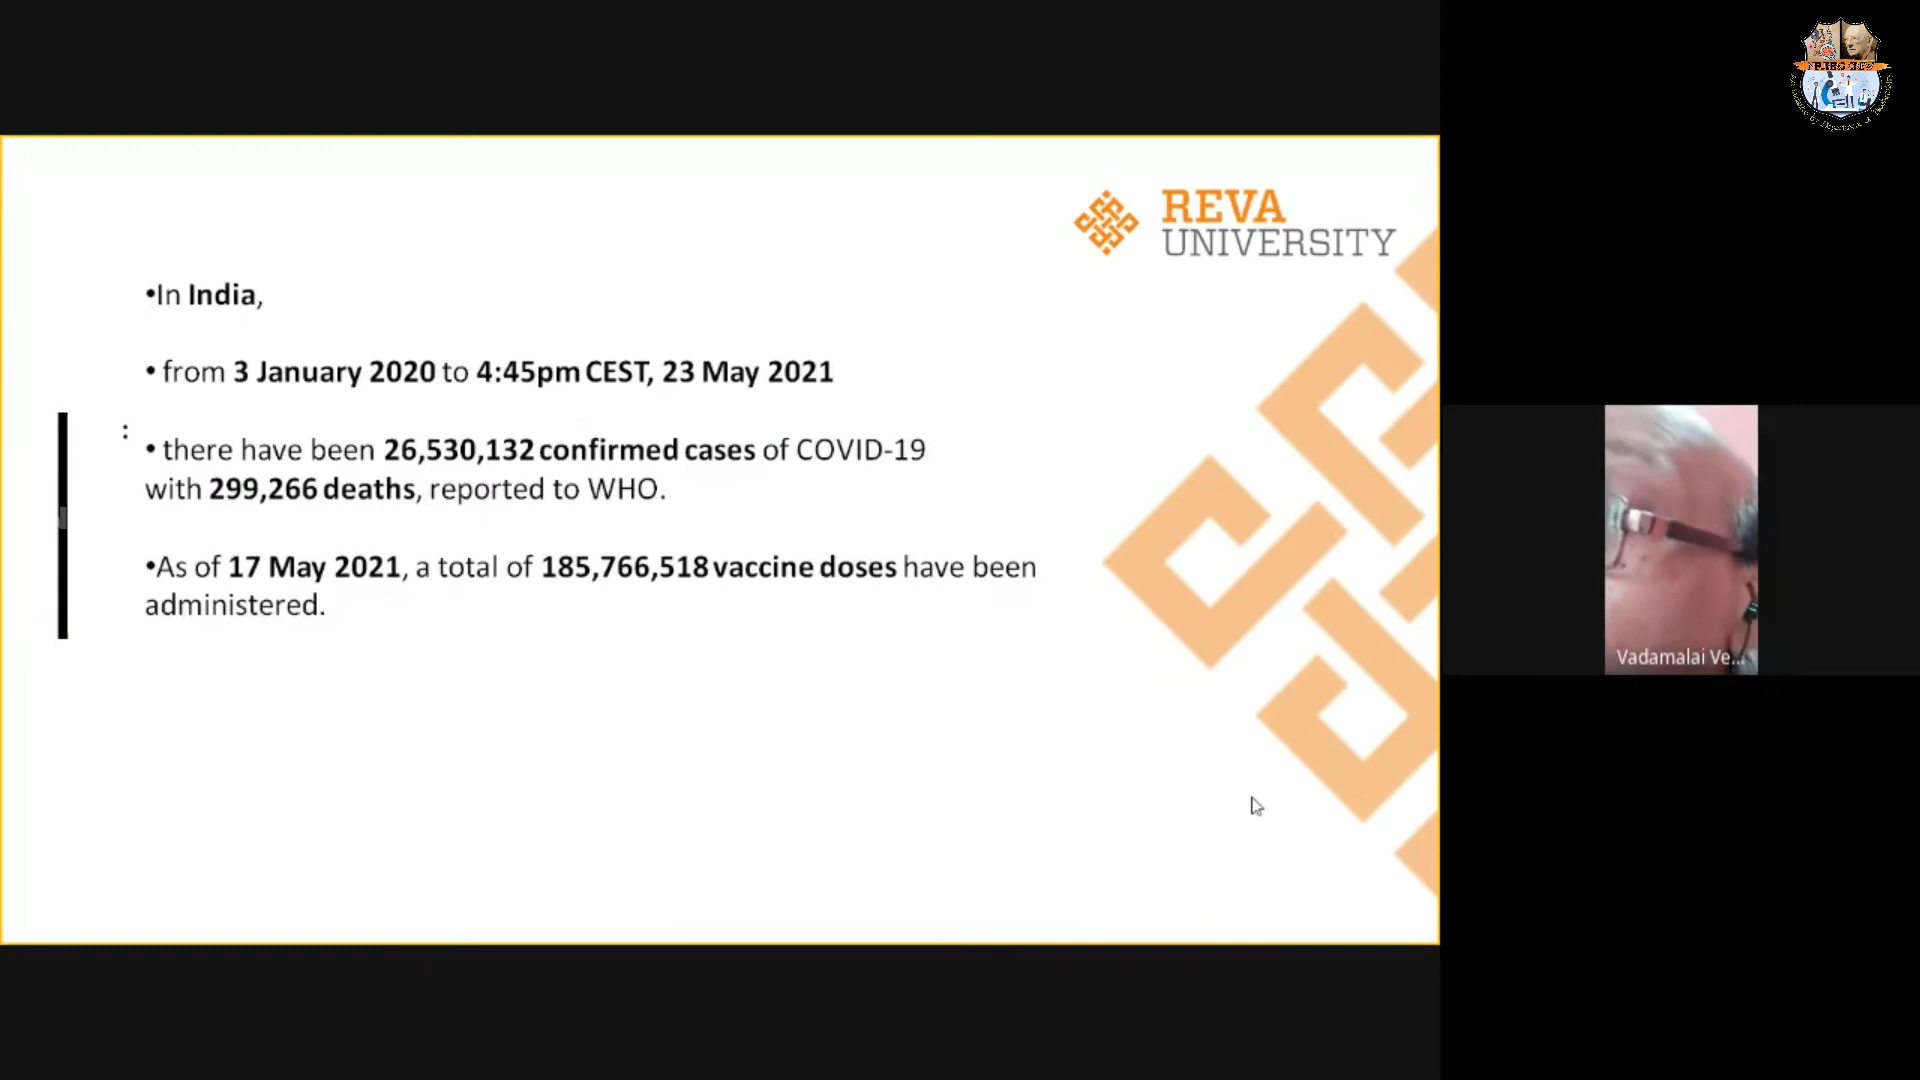 REVA
UNIVERSITY
•In India,
• from 3 January 2020 to 4:45pm CEST, 23 May 2021
:
• there have been 26,530,132 confirmed cases of COVID-19
with 299,266 deaths, reported to WHO.
•As of 17 May 2021, a total of 185,766,518 vaccine doses have been
administered.
Vadamalai Ve...